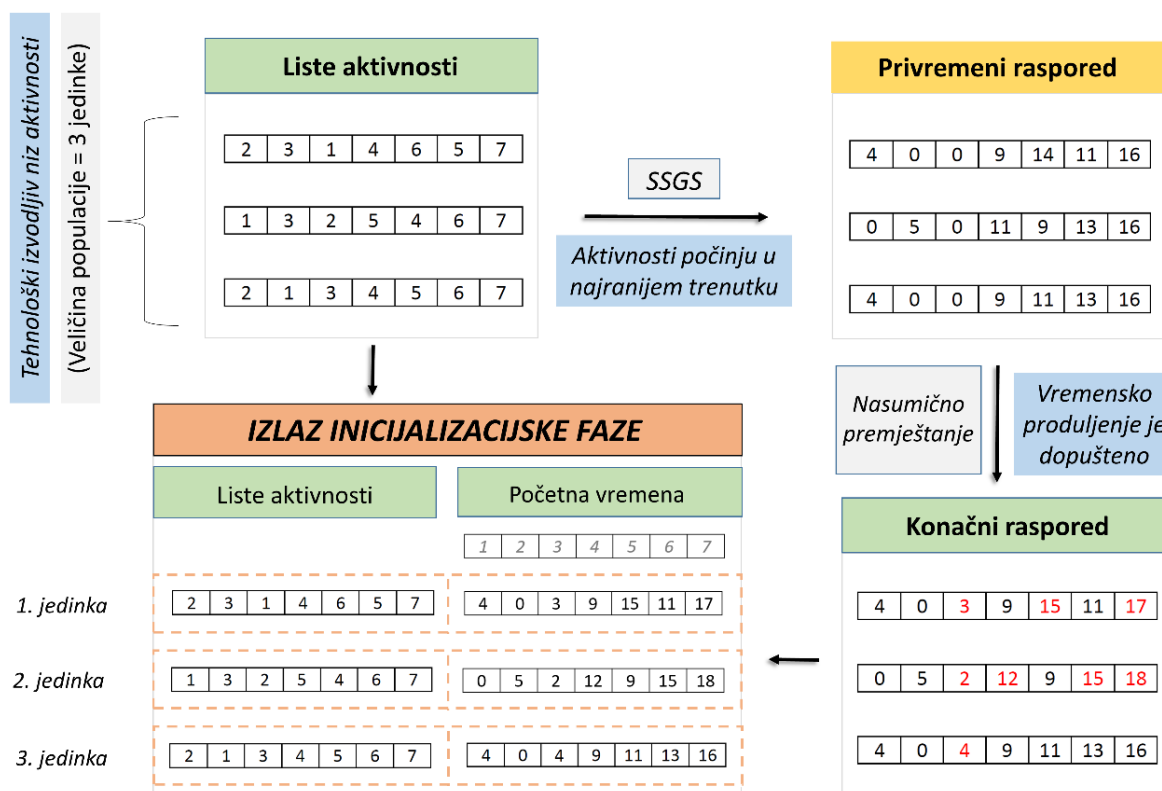 Tehnološki izvodljiv niz aktivnosti
(Veličina populacije = 3 jedinke)
Liste aktivnosti
2 3 1 4 6 5 7
1 3 2 5 4 6 7
2 1 3 4 5 6 7
SSGS
Aktivnosti počinju u
najranijem trenutku
Privremeni raspored
4 0 0 9 14 11 16
0 5 0 11 9 13 16
4 0 0 9 11 13 16
Nasumično
premještanje
Vremensko
produljenje je
dopušteno
Konačni raspored
4 0 3 9 15 11 17
0 5 2 12 9 15 18
4 0 4 9 11 13 16
IZLAZ INICIJALIZACIJSKE FAZE
Liste aktivnosti
Početna vremena
1 2 3 4 5 6 7
1. jedinka
2 3 1 4 6 5 7
4 0 3 9 15 11 17
2. jedinka
1 3 2 5 4 6 7
0 5 2 12 9 15 18
3. jedinka
2 1 3 4 5 6 7
4 0 4 9 11 13 16